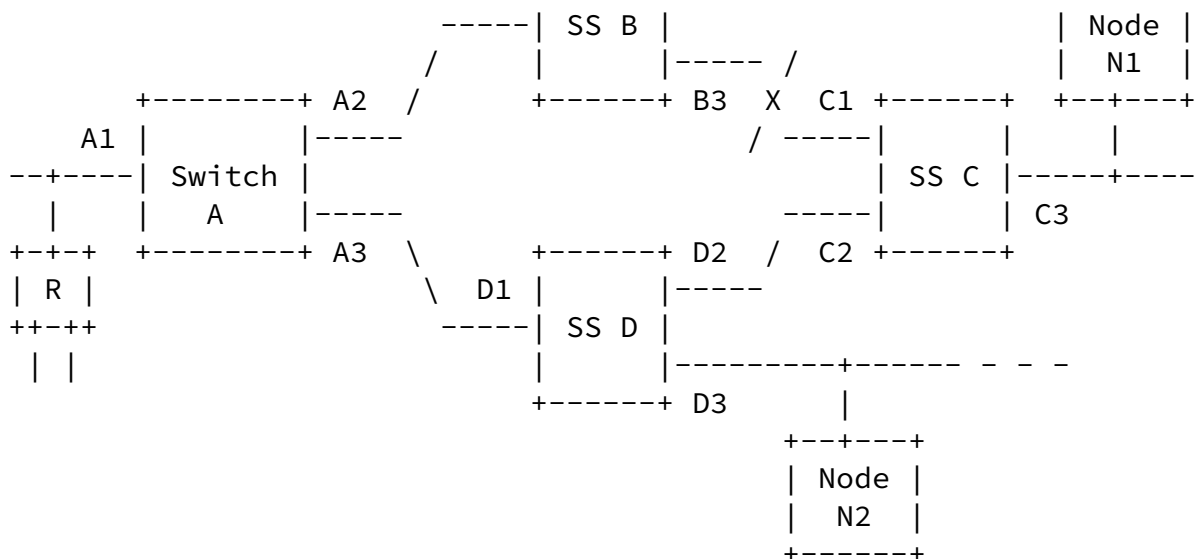 -----| SS B | | Node |
/ | |----- / | N1 |
+--------+ A2 / +------+ B3 X C1 +------+ +--+---+
A1 | |----- / -----| | |
--+----| Switch | | SS C |-----+----
| | A |----- -----| | C3
+-+-+ +--------+ A3 \ +------+ D2 / C2 +------+
| R | \ D1 | |-----
++-++ -----| SS D |
| | | |---------+------ - - -
+------+ D3 |
+--+---+
| Node |
| N2 |
+------+